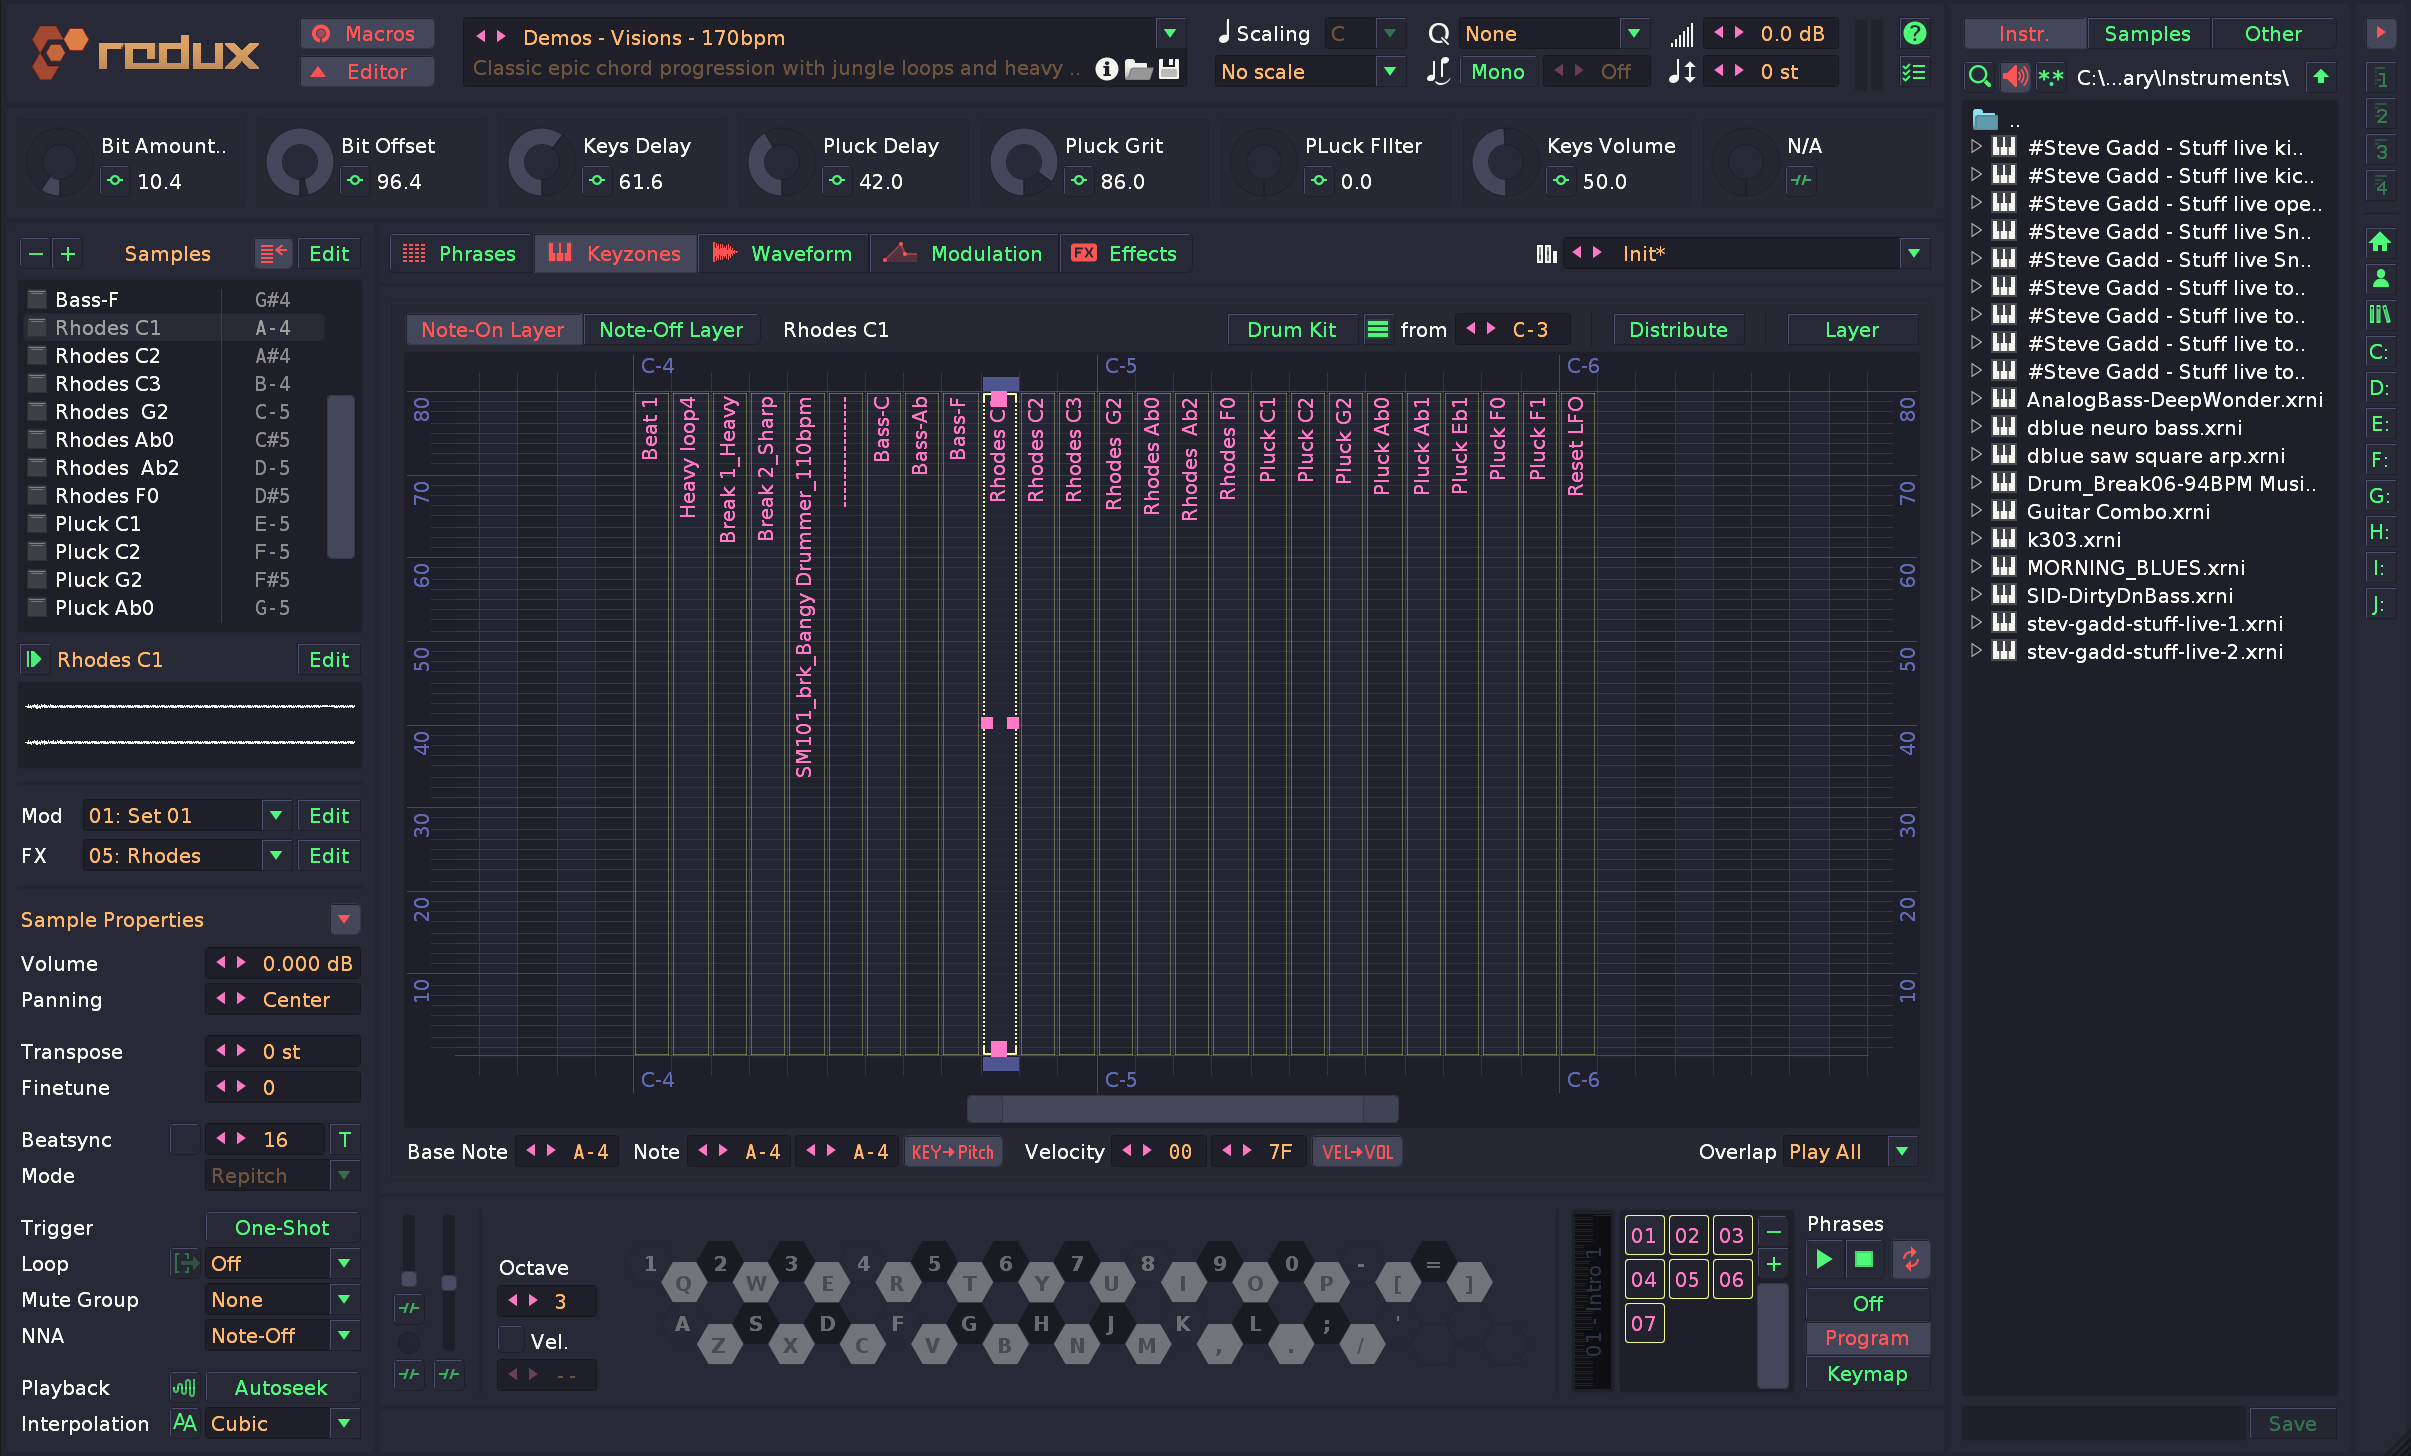 redux
Macros
Editor
Demos - Visions - 170bpm
Classic epic chord progression with jungle loops and heavy ..
Scaling C
No scale
None
Mono Off
0.0 dB
0 st
Bit Amount..
10.4
Bit Offset
96.4
Keys Delay
61.6
Pluck Delay
42.0
Pluck Grit
86.0
PLuck FIlter
0.0
Keys Volume
50.0
N/A
Samples Edit
Bass-F G#4
Rhodes C1 A-4
Rhodes C2 A#4
Rhodes C3 B-4
Rhodes  G2 C-5
Rhodes Ab0 C#5
Rhodes  Ab2 D-5
Rhodes F0 D#5
Pluck C1 E-5
Pluck C2 F-5
Pluck G2 F#5
Pluck Ab0 G-5
Rhodes C1 Edit
Mod 01: Set 01 Edit
FX 05: Rhodes Edit
Sample Properties
Volume 0.000 dB
Panning Center
Transpose 0 st
Finetune 0
Beatsync 16 T
Mode Repitch
Trigger One-Shot
Loop Off
Mute Group None
NNA Note-Off
Playback Autoseek
Interpolation AA Cubic
Phrases Keyzones Waveform Modulation FX Effects
Init*
Note-On Layer Note-Off Layer Rhodes C1
Drum Kit from C-3 Distribute Layer
C-4 C-5 C-6
80 80
70 70
60 60
50 50
40 40
30 30
20 20
10 10
Beat 1
Heavy loop4
Break 1_Heavy
Break 2_Sharp
SM101_brk_Bangy Drummer_110bpm
Bass-C
Bass-Ab
Bass-F
Rhodes C
Rhodes C2
Rhodes C3
Rhodes  G2
Rhodes Ab0
Rhodes  Ab2
Rhodes F0
Pluck C1
Pluck C2
Pluck G2
Pluck Ab0
Pluck Ab1
Pluck Eb1
Pluck F0
Pluck F1
Reset LFO
C-4 C-5 C-6
Base Note A-4 Note A-4 A-4 KEY→Pitch Velocity 00 7F VEL→VOL Overlap Play All
Octave
3
Vel.
--
1 2 3 4 5 6 7 8 9 0 - =
Q W E R T Y U I O P [ ]
A S D F G H J K L ; '
Z X C V B N M , . /
01 - Intro 1
01 02 03
04 05 06
07
Phrases
Off
Program
Keymap
Instr. Samples Other
C:\...ary\Instruments\
..
#Steve Gadd - Stuff live ki..
#Steve Gadd - Stuff live kic..
#Steve Gadd - Stuff live ope..
#Steve Gadd - Stuff live Sn..
#Steve Gadd - Stuff live Sn..
#Steve Gadd - Stuff live to..
#Steve Gadd - Stuff live to..
#Steve Gadd - Stuff live to..
#Steve Gadd - Stuff live to..
AnalogBass-DeepWonder.xrni
dblue neuro bass.xrni
dblue saw square arp.xrni
Drum_Break06-94BPM Musi..
Guitar Combo.xrni
k303.xrni
MORNING_BLUES.xrni
SID-DirtyDnBass.xrni
stev-gadd-stuff-live-1.xrni
stev-gadd-stuff-live-2.xrni
Save
1
2
3
4
C:
D:
E:
F:
G:
H:
I:
J: